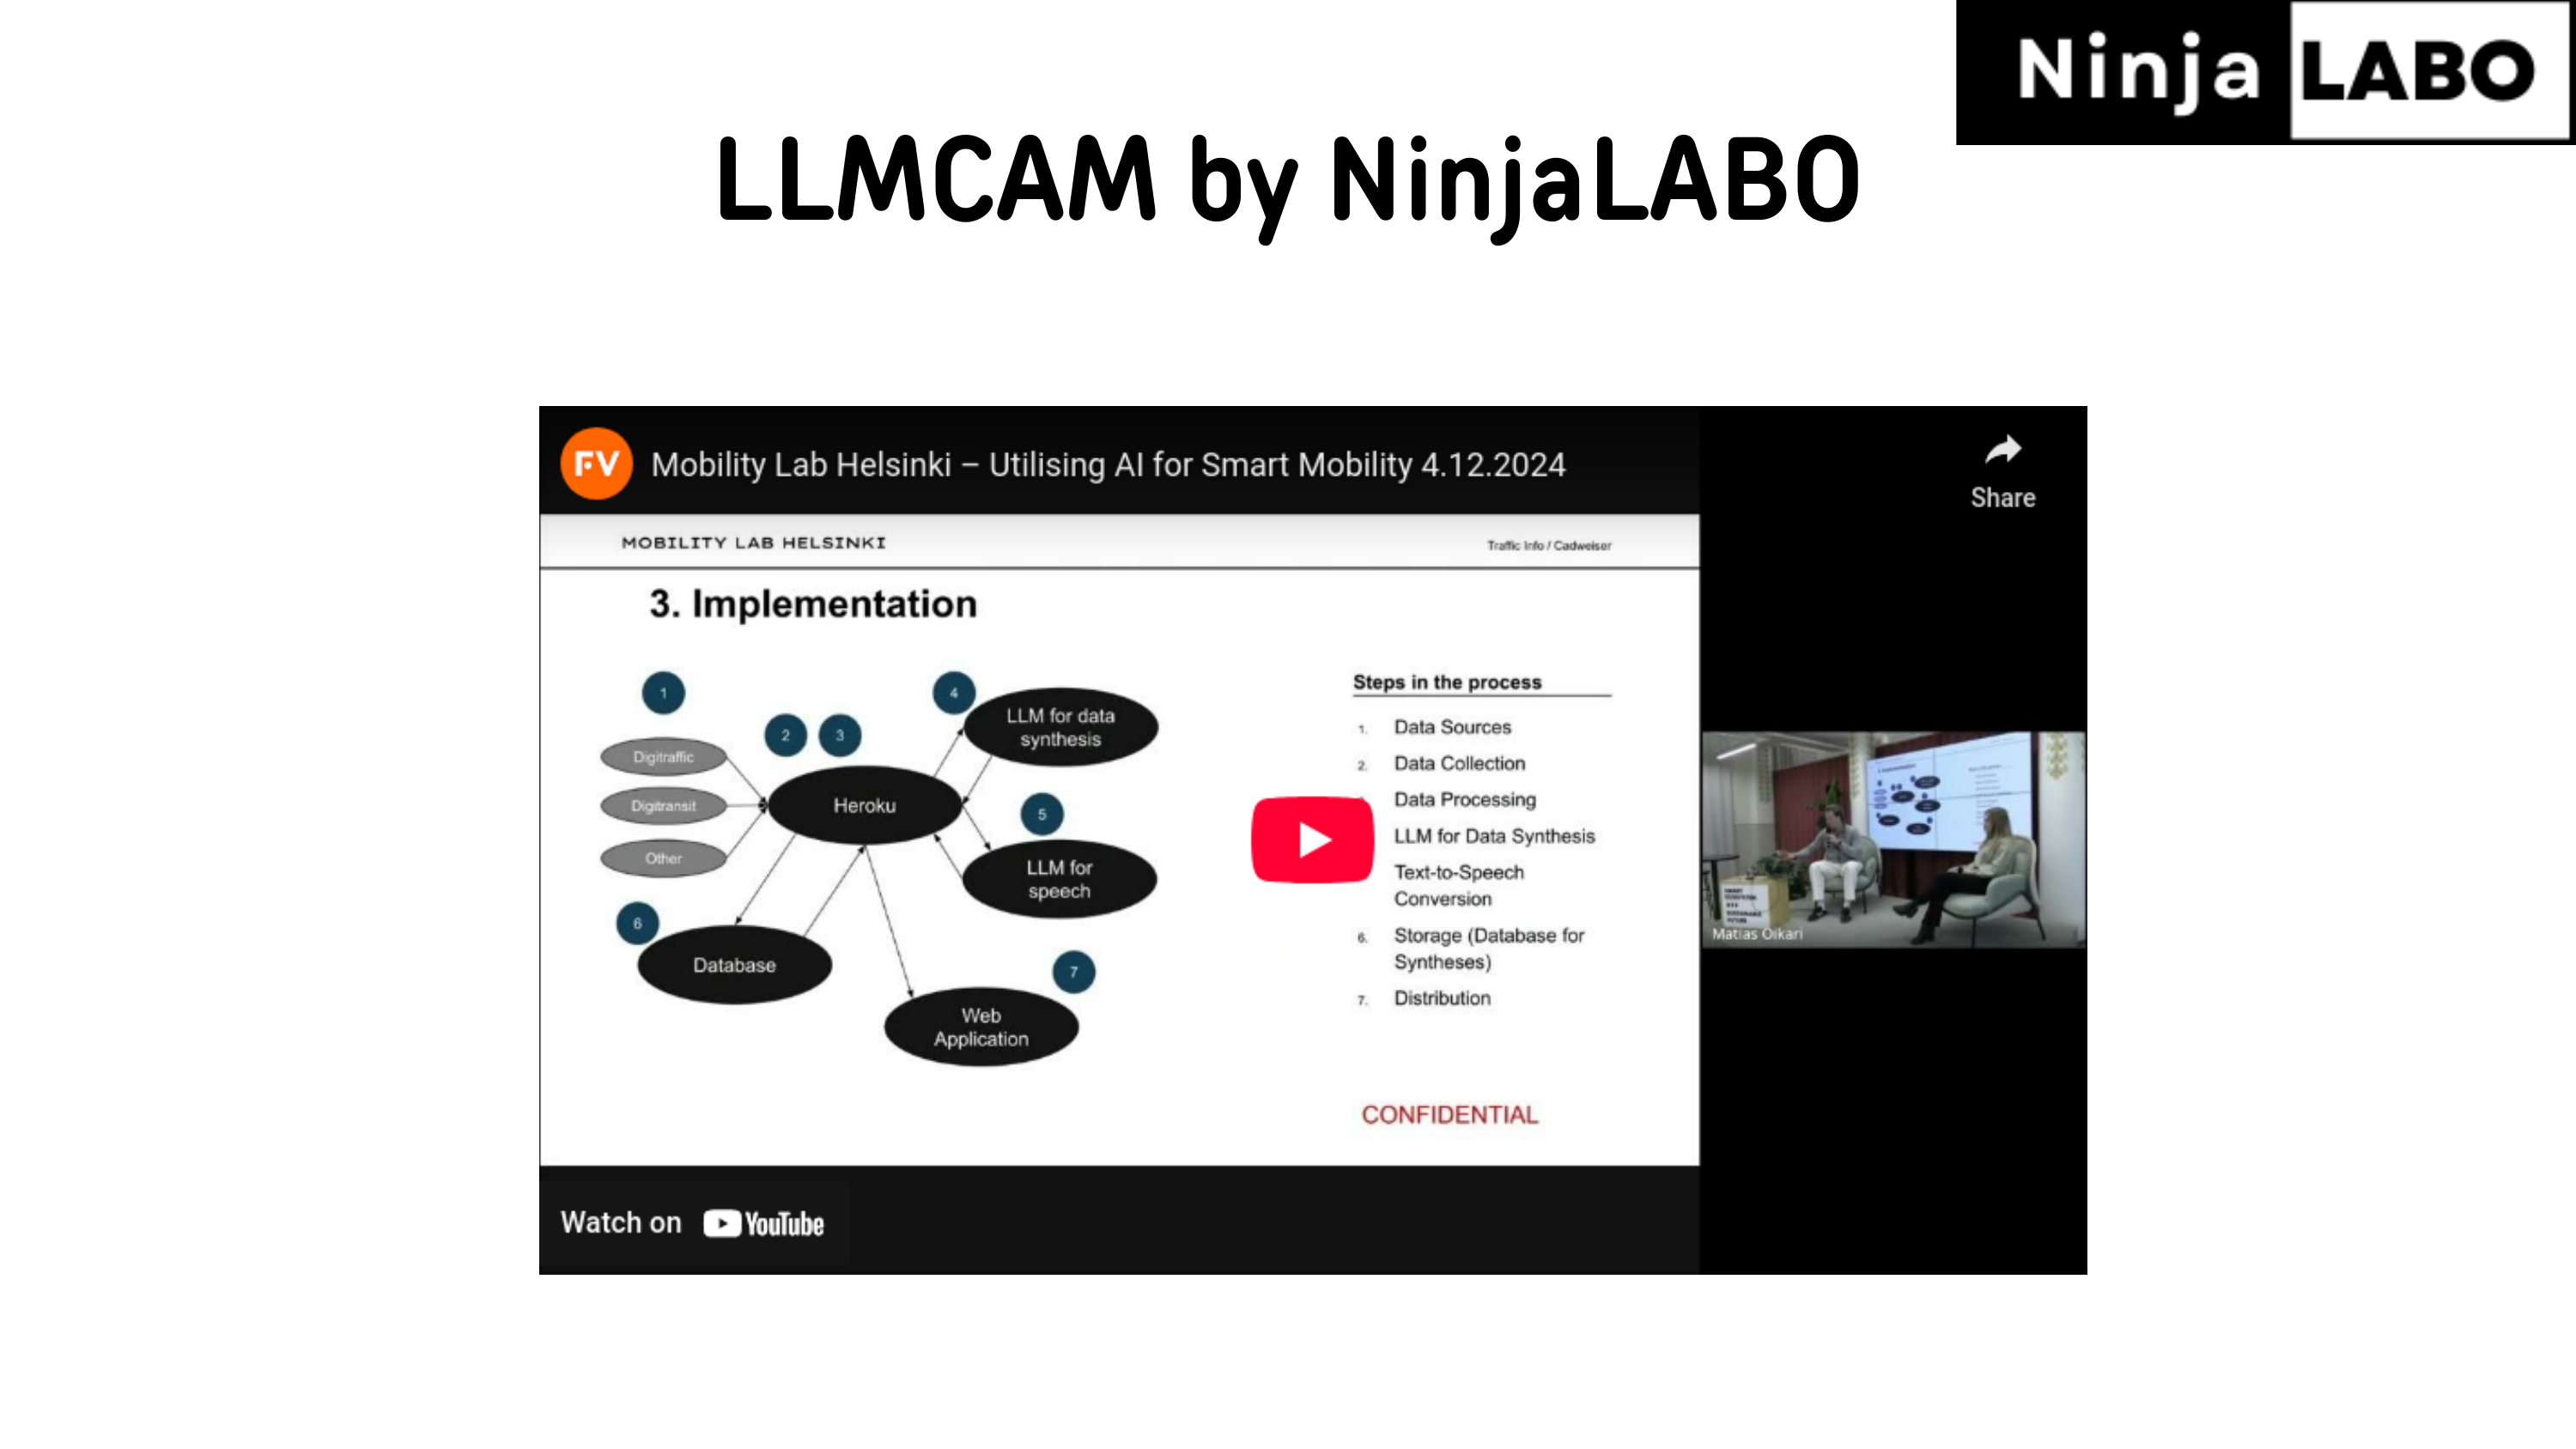 Ninja LABO
LLMCAM by NinjaLABO
FV Mobility Lab Helsinki – Utilising AI for Smart Mobility 4.12.2024
Share
MOBILITY LAB HELSINKI
Traffic Info / Cadweiser
3. Implementation
1
2
3
4
Digitraffic
Digitransit
Other
Heroku
LLM for data
synthesis
5
LLM for
speech
6
Database
7
Web
Application
Steps in the process
1. Data Sources
2. Data Collection
Data Processing
LLM for Data Synthesis
Text-to-Speech
Conversion
6. Storage (Database for
Syntheses)
7. Distribution
CONFIDENTIAL
Matias Oikari
Watch on YouTube